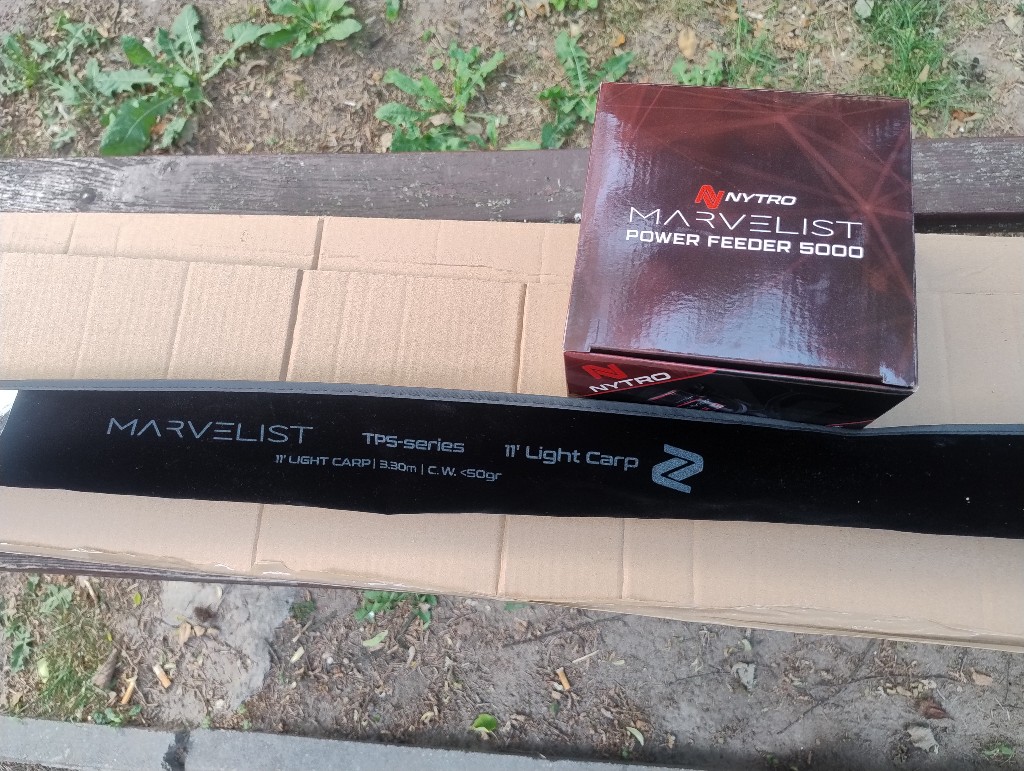 NYTRO
MARVELIST
POWER FEEDER 5000
NYTRO
MARVELIST TPS-series 11' Light Carp
11' LIGHT CARP | 3.30m | C.W. <50gr